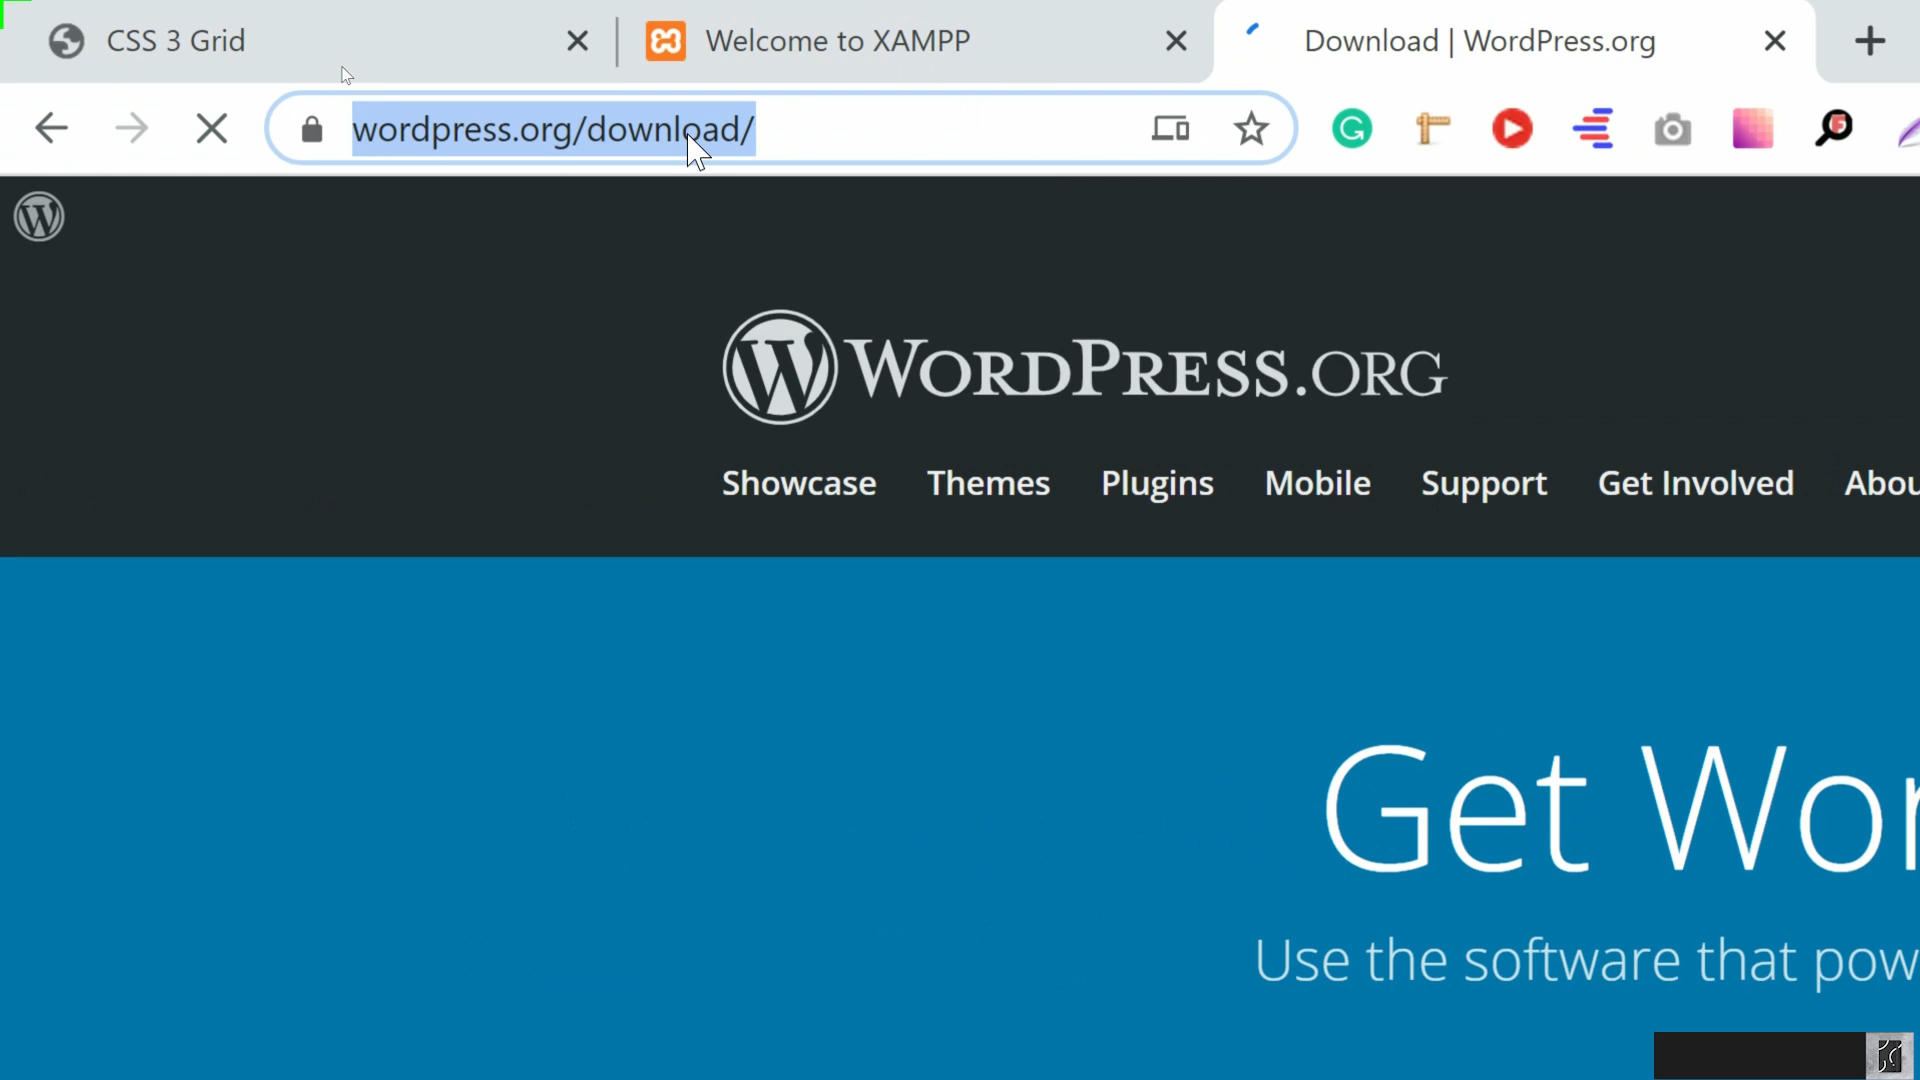 CSS 3 Grid
Welcome to XAMPP
Download | WordPress.org
wordpress.org/download/
WORDPRESS.ORG
Showcase Themes Plugins Mobile Support Get Involved Abou
Get Wor
Use the software that pow